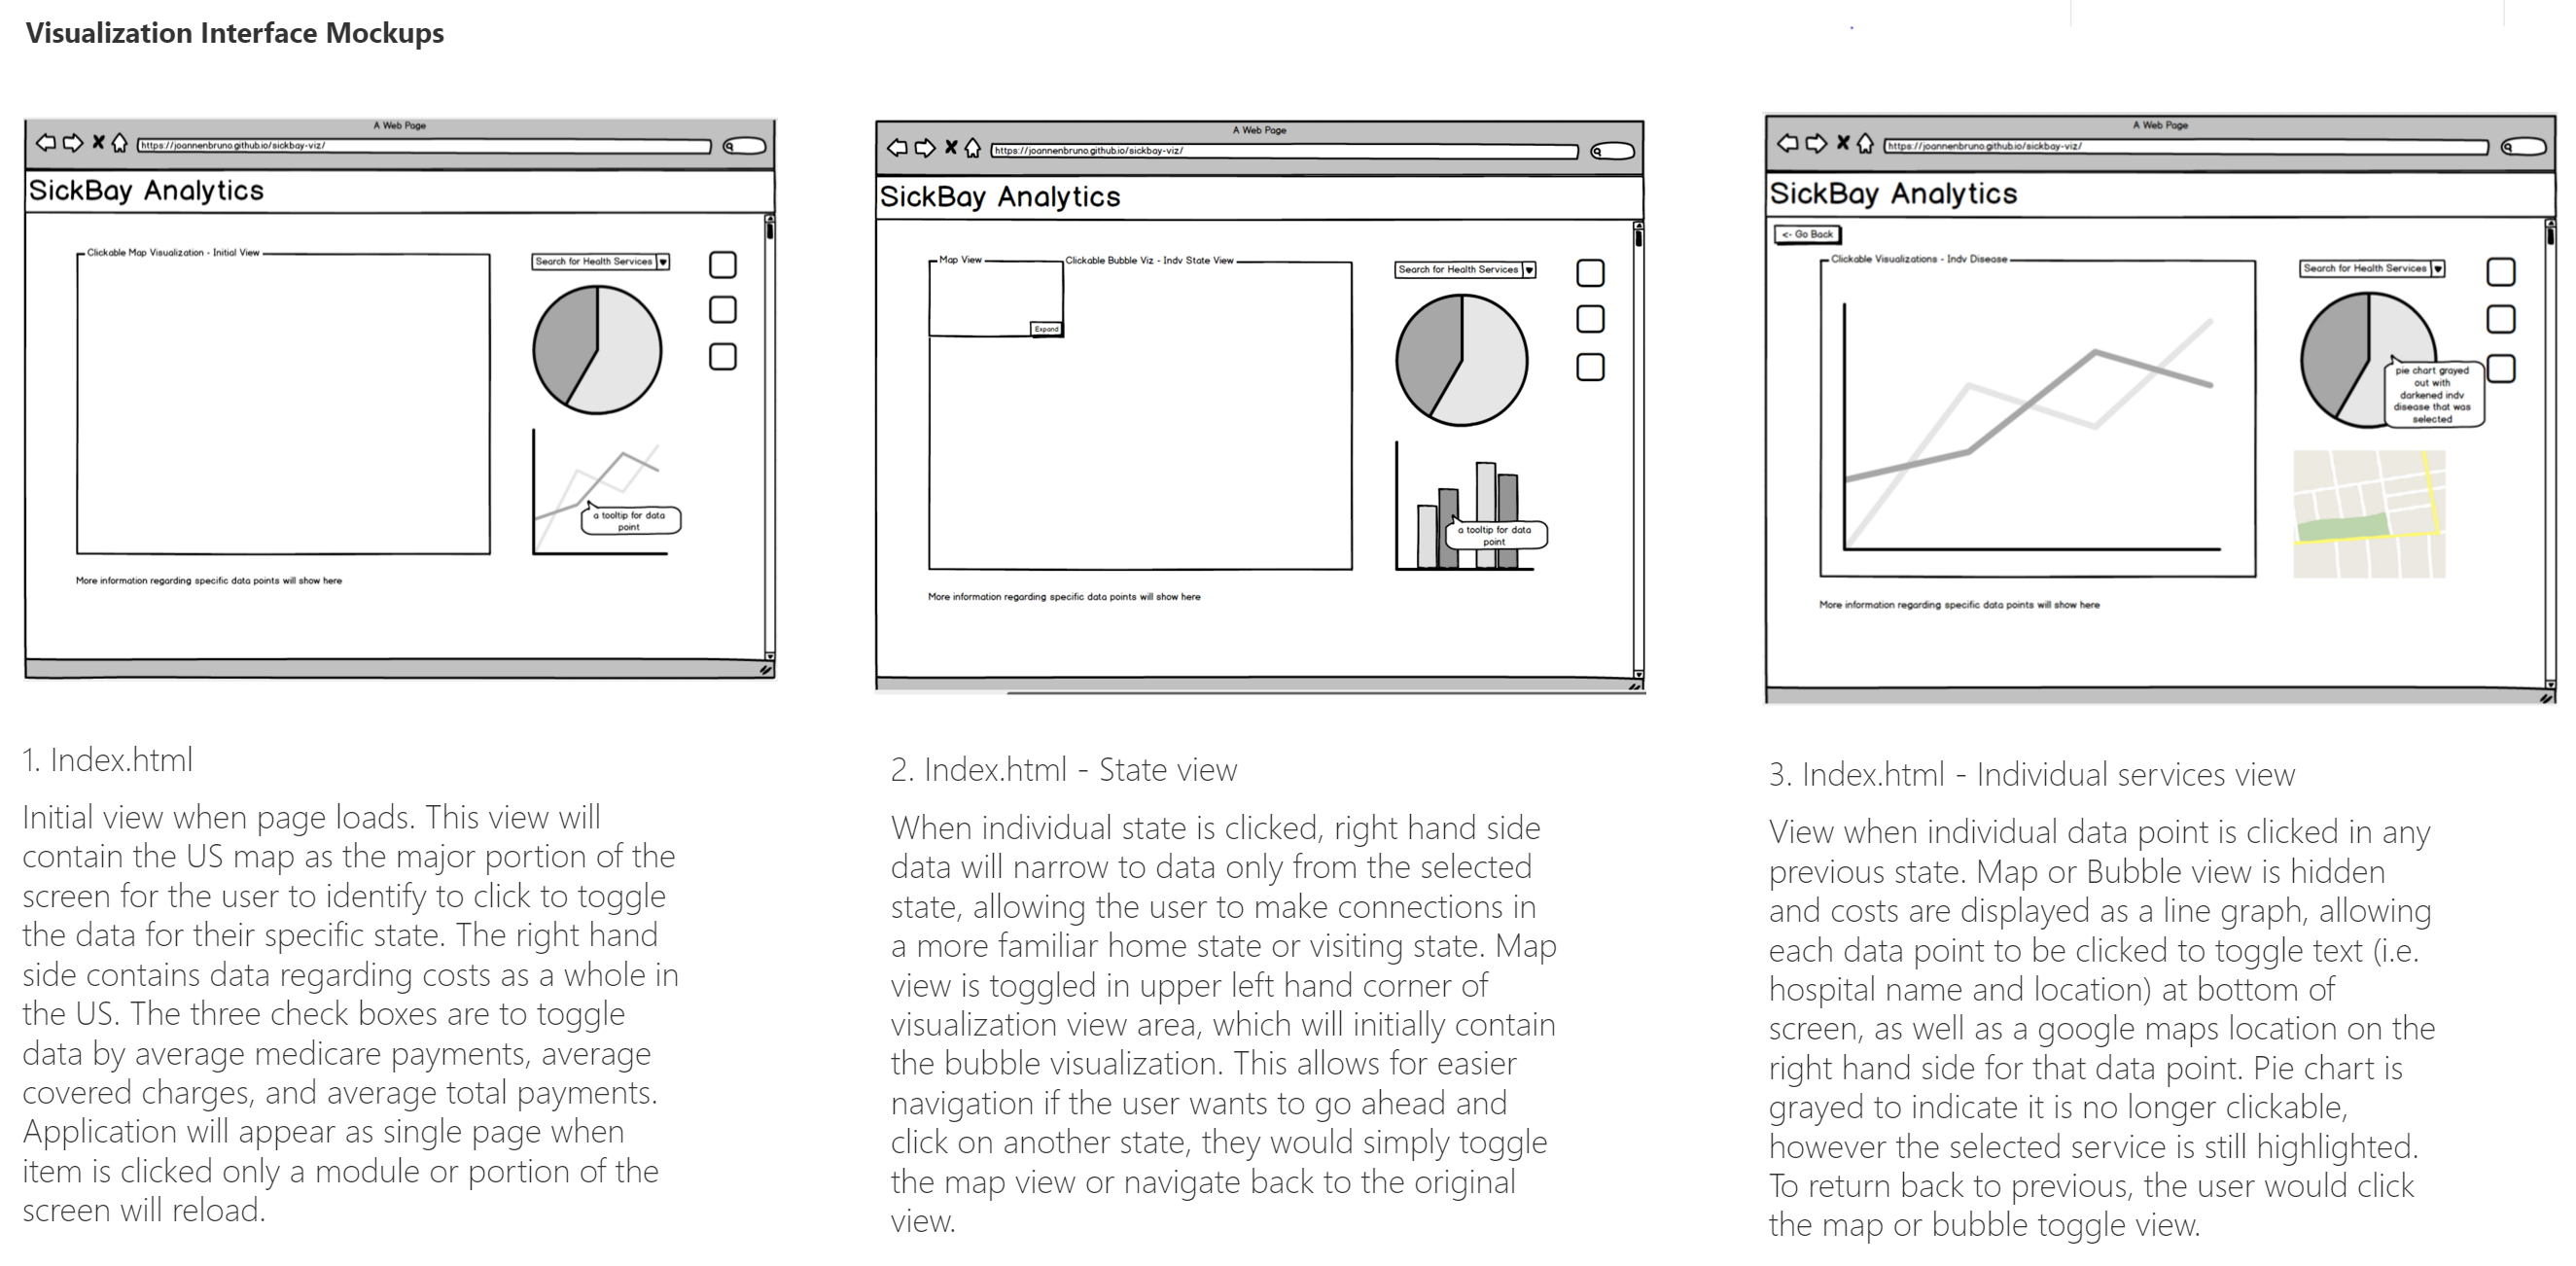 Visualization Interface Mockups
A Web Page
https://joannenbruno.github.io/sickbay-viz/
SickBay Analytics
Clickable Map Visualization - Initial View
Search for Health Services
a tooltip for data
point
More information regarding specific data points will show here
1. Index.html
Initial view when page loads. This view will
contain the US map as the major portion of the
screen for the user to identify to click to toggle
the data for their specific state. The right hand
side contains data regarding costs as a whole in
the US. The three check boxes are to toggle
data by average medicare payments, average
covered charges, and average total payments.
Application will appear as single page when
item is clicked only a module or portion of the
screen will reload.
A Web Page
https://joannenbruno.github.io/sickbay-viz/
SickBay Analytics
Map View
Clickable Bubble Viz - Indv State View
Expand
Search for Health Services
a tooltip for data
point
More information regarding specific data points will show here
2. Index.html - State view
When individual state is clicked, right hand side
data will narrow to data only from the selected
state, allowing the user to make connections in
a more familiar home state or visiting state. Map
view is toggled in upper left hand corner of
visualization view area, which will initially contain
the bubble visualization. This allows for easier
navigation if the user wants to go ahead and
click on another state, they would simply toggle
the map view or navigate back to the original
view.
A Web Page
https://joannenbruno.github.io/sickbay-viz/
SickBay Analytics
<- Go Back
Clickable Visualizations - Indv Disease
Search for Health Services
pie chart grayed
out with
darkened indv
disease that was
selected
More information regarding specific data points will show here
3. Index.html - Individual services view
View when individual data point is clicked in any
previous state. Map or Bubble view is hidden
and costs are displayed as a line graph, allowing
each data point to be clicked to toggle text (i.e.
hospital name and location) at bottom of
screen, as well as a google maps location on the
right hand side for that data point. Pie chart is
grayed to indicate it is no longer clickable,
however the selected service is still highlighted.
To return back to previous, the user would click
the map or bubble toggle view.